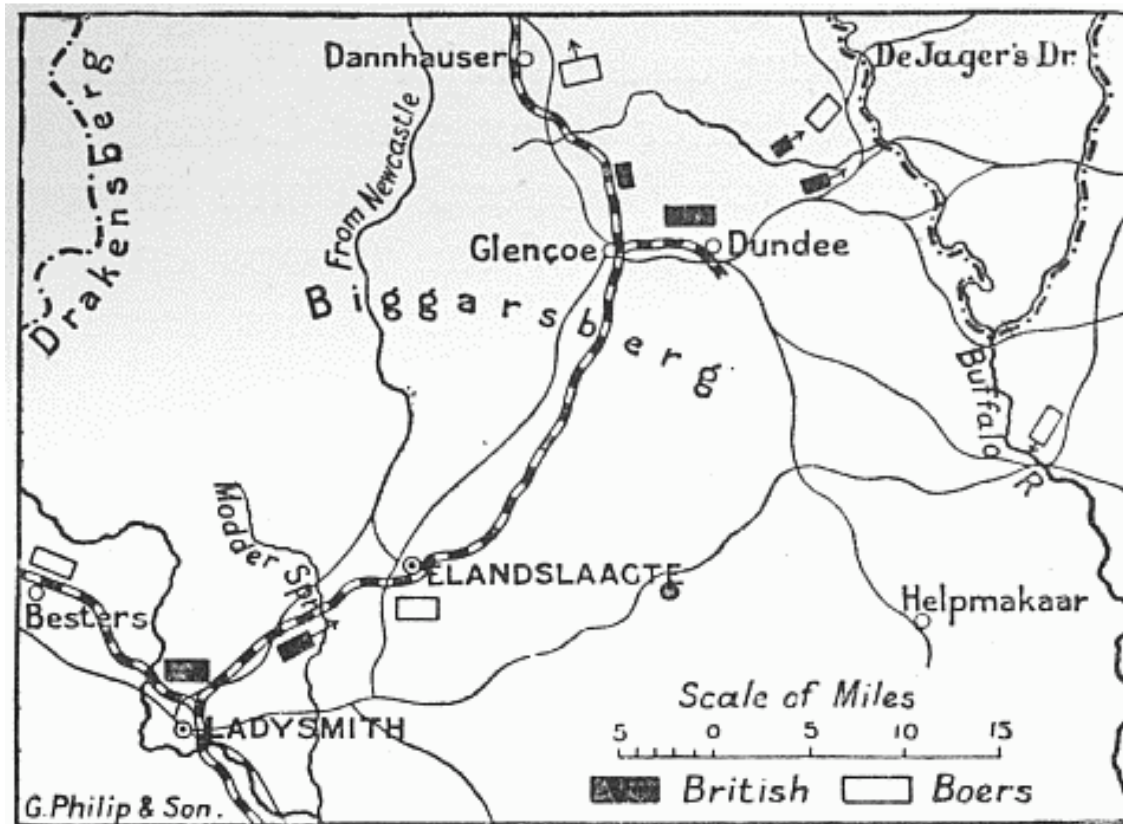 Dannhauser
De Jager's Dr.
Drakensberg
From Newcastle
Glençoe
Dundee
Biggarsberg
Buffalo R.
Modder Spr.
ELANDSLAAGTE
Besters
Helpmakaar
LADYSMITH
Scale of Miles
5 0 5 10 15
British Boers
G. Philip & Son.